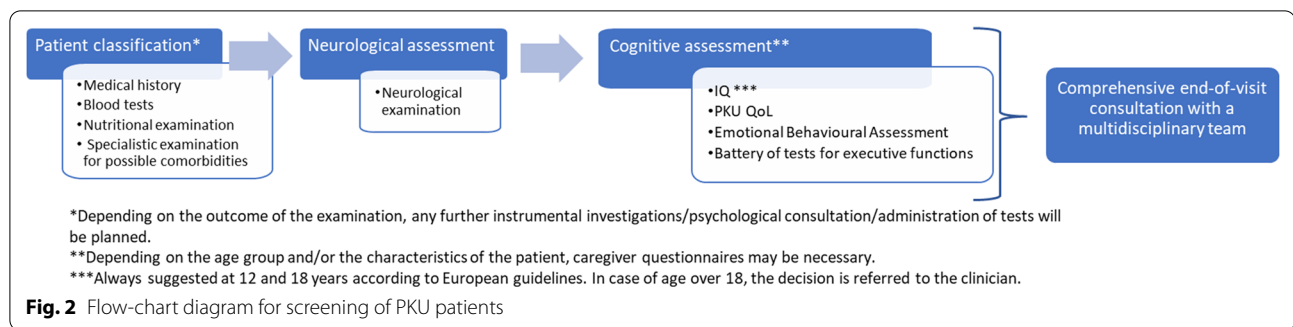 Patient classification*
•Medical history
•Blood tests
•Nutritional examination
• Specialistic examination
for possible comorbidities
Neurological assessment
•Neurological
examination
Cognitive assessment**
•IQ ***
•PKU QoL
•Emotional Behavioural Assessment
•Battery of tests for executive functions
Comprehensive end-of-visit
consultation with a
multidisciplinary team
*Depending on the outcome of the examination, any further instrumental investigations/psychological consultation/administration of tests will
be planned.
**Depending on the age group and/or the characteristics of the patient, caregiver questionnaires may be necessary.
***Always suggested at 12 and 18 years according to European guidelines. In case of age over 18, the decision is referred to the clinician.
Fig. 2 Flow-chart diagram for screening of PKU patients